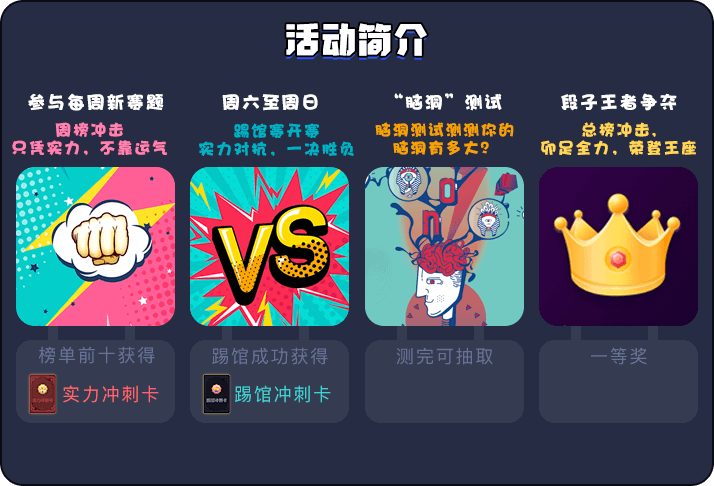 活动简介
参与每周新赛题
周榜冲击
只凭实力，不靠运气
周六至周日
踢馆赛开赛
实力对抗，一决胜负
“脑洞”测试
脑洞测试测测你的
脑洞有多大？
段子王者争夺
总榜冲击，
卯足全力，荣登王座
VS
on
榜单前十获得
实力冲刺卡
踢馆成功获得
踢馆冲刺卡
测完可抽取
一等奖